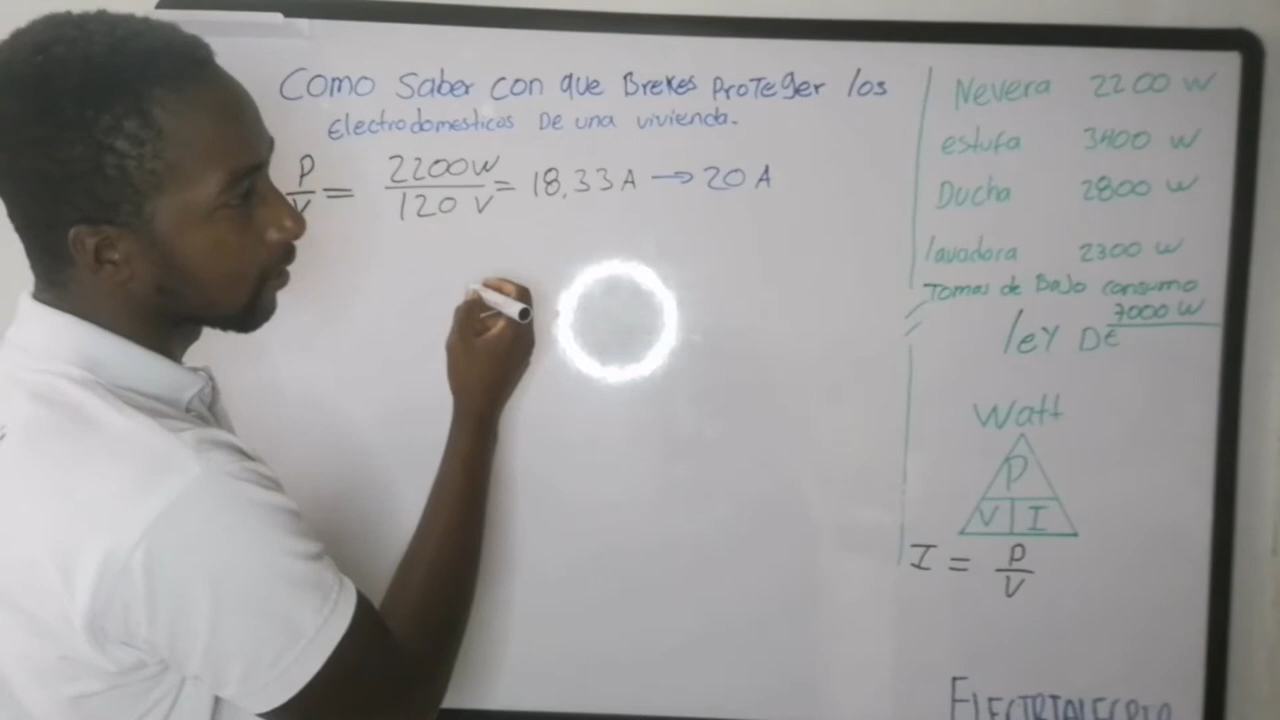 Como Saber con que Brekes Proteger los
Electrodomesticos De una vivienda.
P/V = 2200W/120 V = 18,33 A → 20 A
Nevera 2200 W
estufa 3400 W
Ducha 2800 W
lavadora 2300 W
Tomas de Bajo consumo
7000 W
ley DE
Watt
P
V I
I = P/V